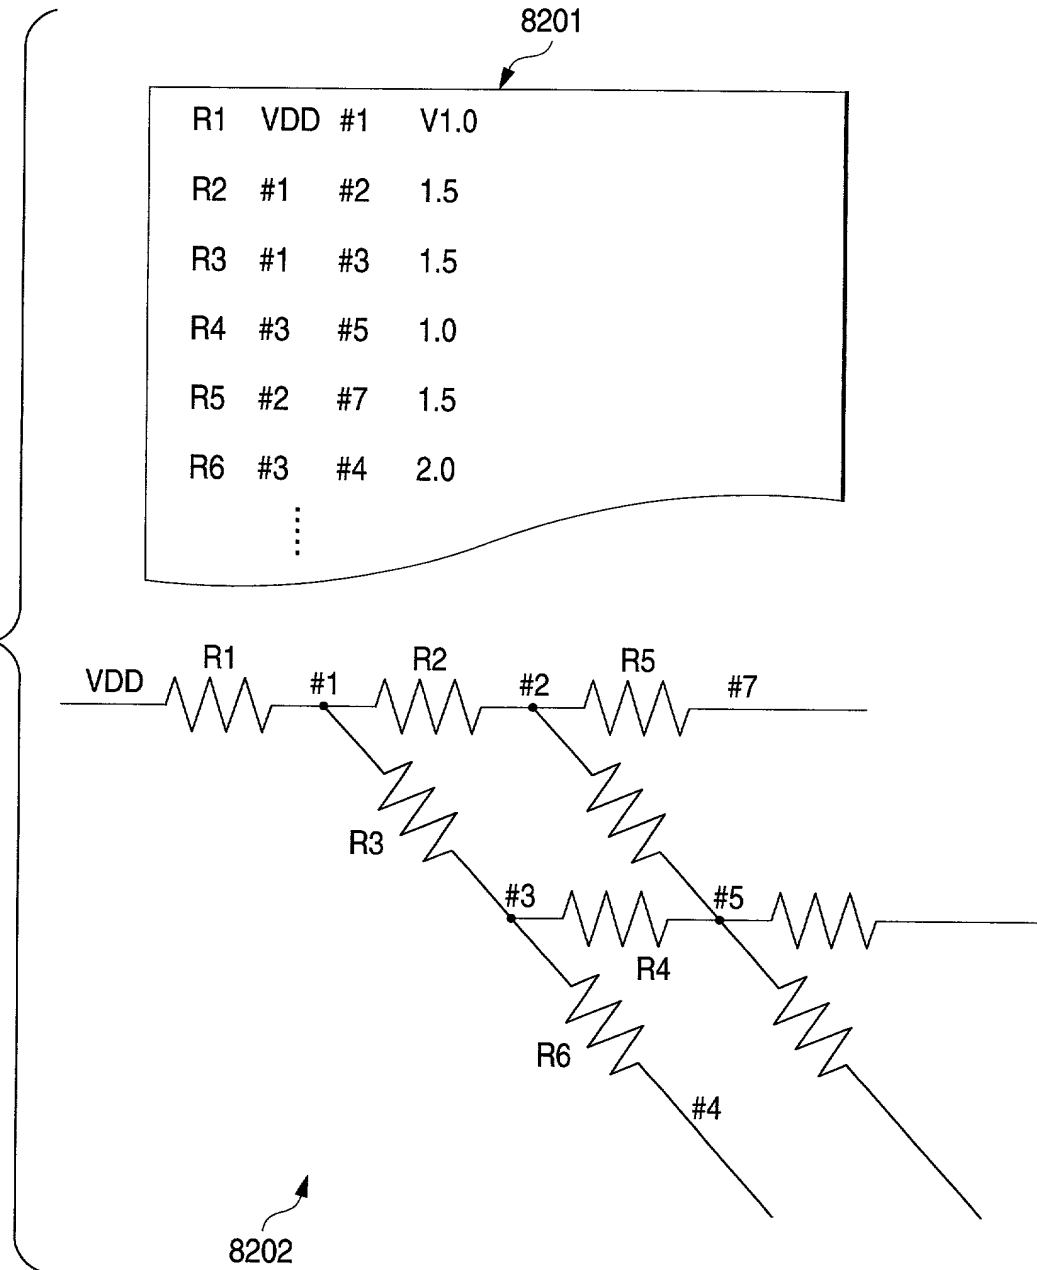 8201
R1 VDD #1 V1.0
R2 #1 #2 1.5
R3 #1 #3 1.5
R4 #3 #5 1.0
R5 #2 #7 1.5
R6 #3 #4 2.0
VDD R1 #1 R2 #2 R5 #7
R3
#3 #5
R4
R6
#4
8202